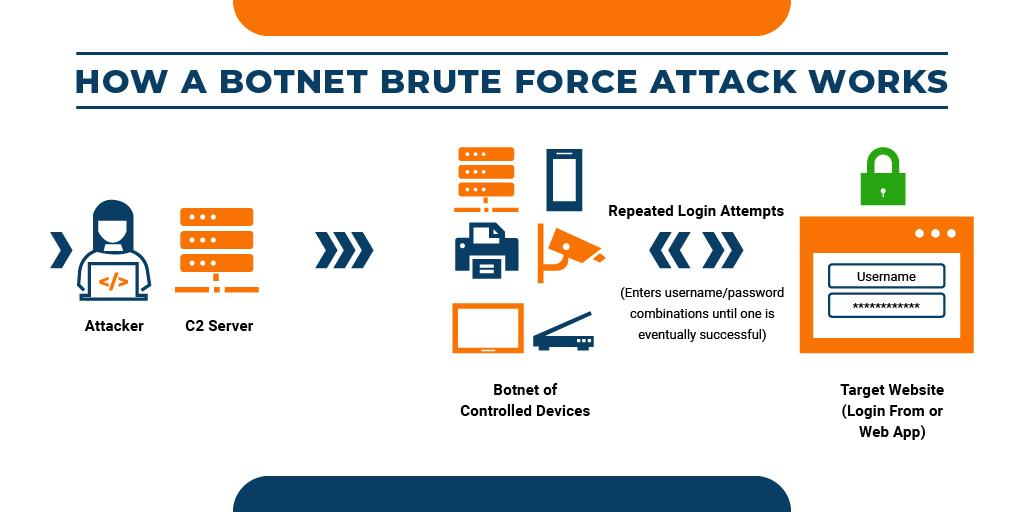 HOW A BOTNET BRUTE FORCE ATTACK WORKS
</>
Attacker
C2 Server
Botnet of
Controlled Devices
Repeated Login Attempts
(Enters username/password
combinations until one is
eventually successful)
Username
************
Target Website
(Login From or
Web App)